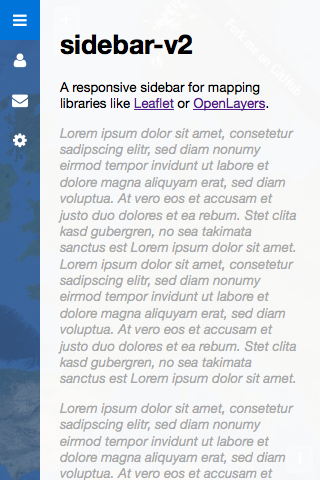 sidebar-v2
A responsive sidebar for mapping
libraries like Leaflet or OpenLayers.
Lorem ipsum dolor sit amet, consetetur
sadipscing elitr, sed diam nonumy
eirmod tempor invidunt ut labore et
dolore magna aliquyam erat, sed diam
voluptua. At vero eos et accusam et
justo duo dolores et ea rebum. Stet clita
kasd gubergren, no sea takimata
sanctus est Lorem ipsum dolor sit amet.
Lorem ipsum dolor sit amet, consetetur
sadipscing elitr, sed diam nonumy
eirmod tempor invidunt ut labore et
dolore magna aliquyam erat, sed diam
voluptua. At vero eos et accusam et
justo duo dolores et ea rebum. Stet clita
kasd gubergren, no sea takimata
sanctus est Lorem ipsum dolor sit amet.
Lorem ipsum dolor sit amet, consetetur
sadipscing elitr, sed diam nonumy
eirmod tempor invidunt ut labore et
dolore magna aliquyam erat, sed diam
voluptua. At vero eos et accusam et
Fork me on GitHub